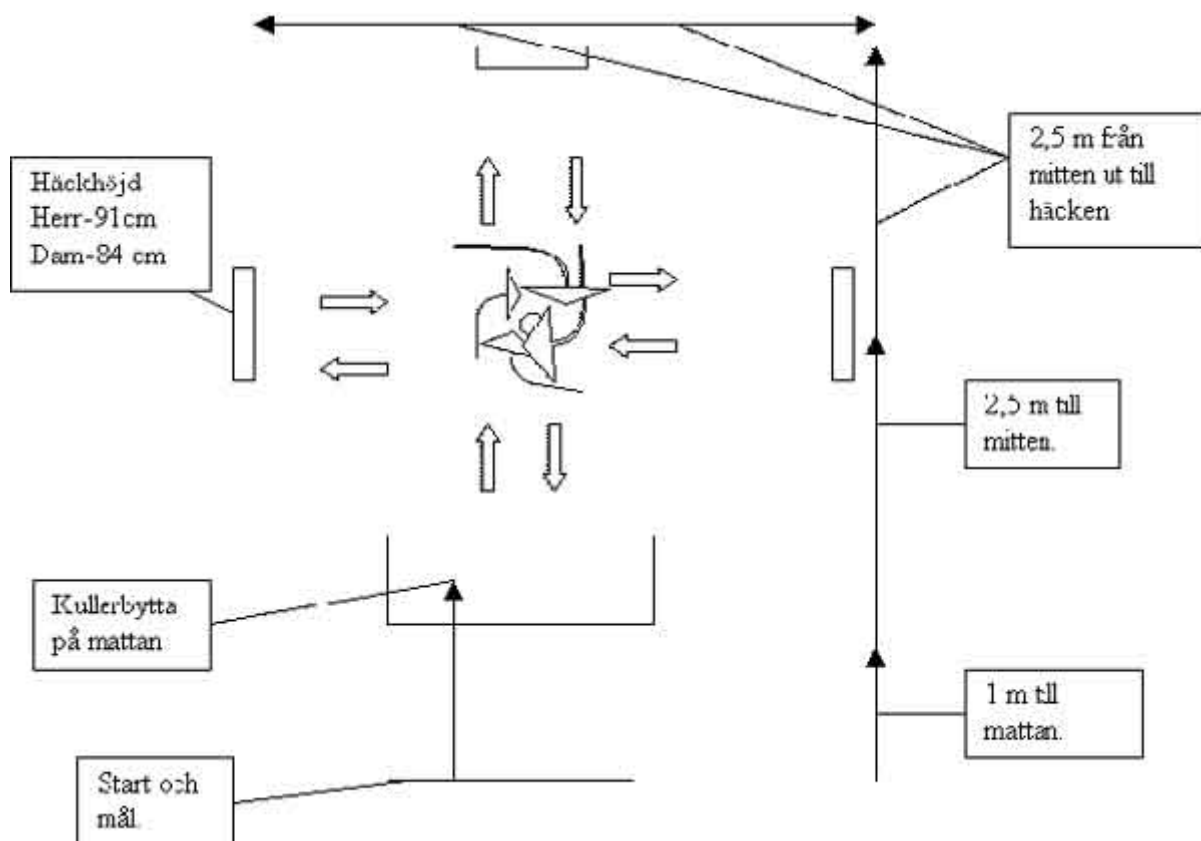 2,5 m från
mitten ut till
häcken
Häckhöjd
Herr-91cm
Dam-84 cm
2,5 m till
mitten.
Kullerbytta
på mattan
1 m till
mattan.
Start och
mål.